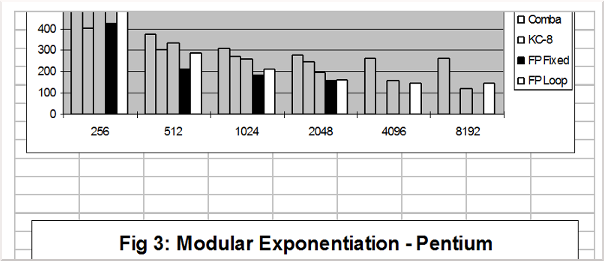 Comba
KC-8
FP Fixed
FP Loop
400
300
200
100
0
256 512 1024 2048 4096 8192
Fig 3: Modular Exponentiation - Pentium